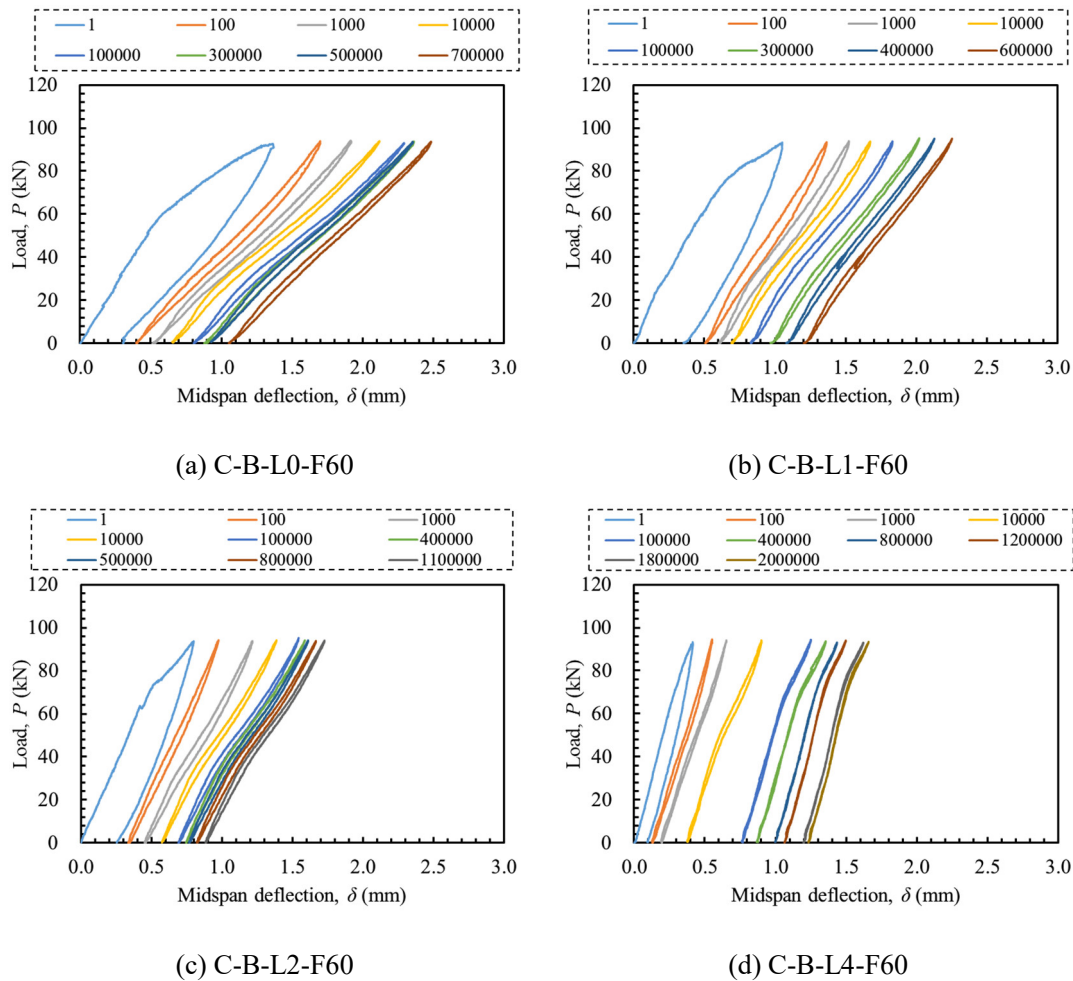 1 100 1000 10000
100000 300000 500000 700000
120
100
80
60
40
20
0
Load, P (kN)
0.0 0.5 1.0 1.5 2.0 2.5 3.0
Midspan deflection, δ (mm)
(a) C-B-L0-F60
1 100 1000 10000
100000 300000 400000 600000
120
100
80
60
40
20
0
Load, P (kN)
0.0 0.5 1.0 1.5 2.0 2.5 3.0
Midspan deflection, δ (mm)
(b) C-B-L1-F60
1 100 1000
10000 100000 400000
500000 800000 1100000
120
100
80
60
40
20
0
Load, P (kN)
0.0 0.5 1.0 1.5 2.0 2.5 3.0
Midspan deflection, δ (mm)
(c) C-B-L2-F60
1 100 1000 10000
100000 400000 800000 1200000
1800000 2000000
120
100
80
60
40
20
0
Load, P (kN)
0.0 0.5 1.0 1.5 2.0 2.5 3.0
Midspan deflection, δ (mm)
(d) C-B-L4-F60